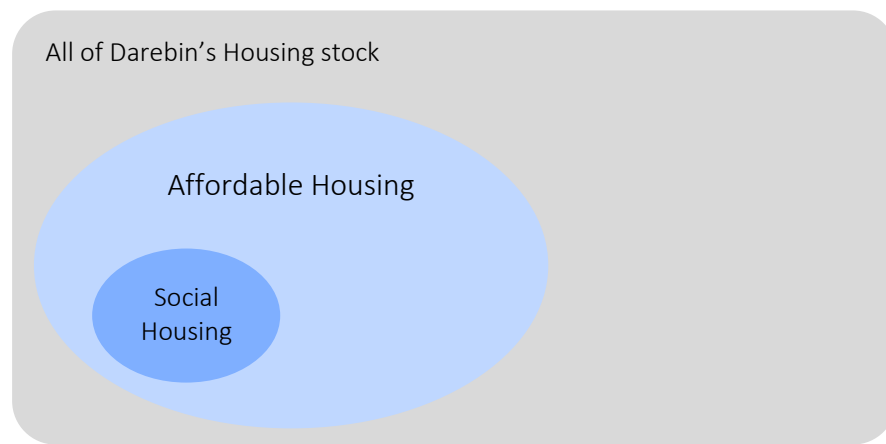 All of Darebin’s Housing stock
Affordable Housing
Social
Housing